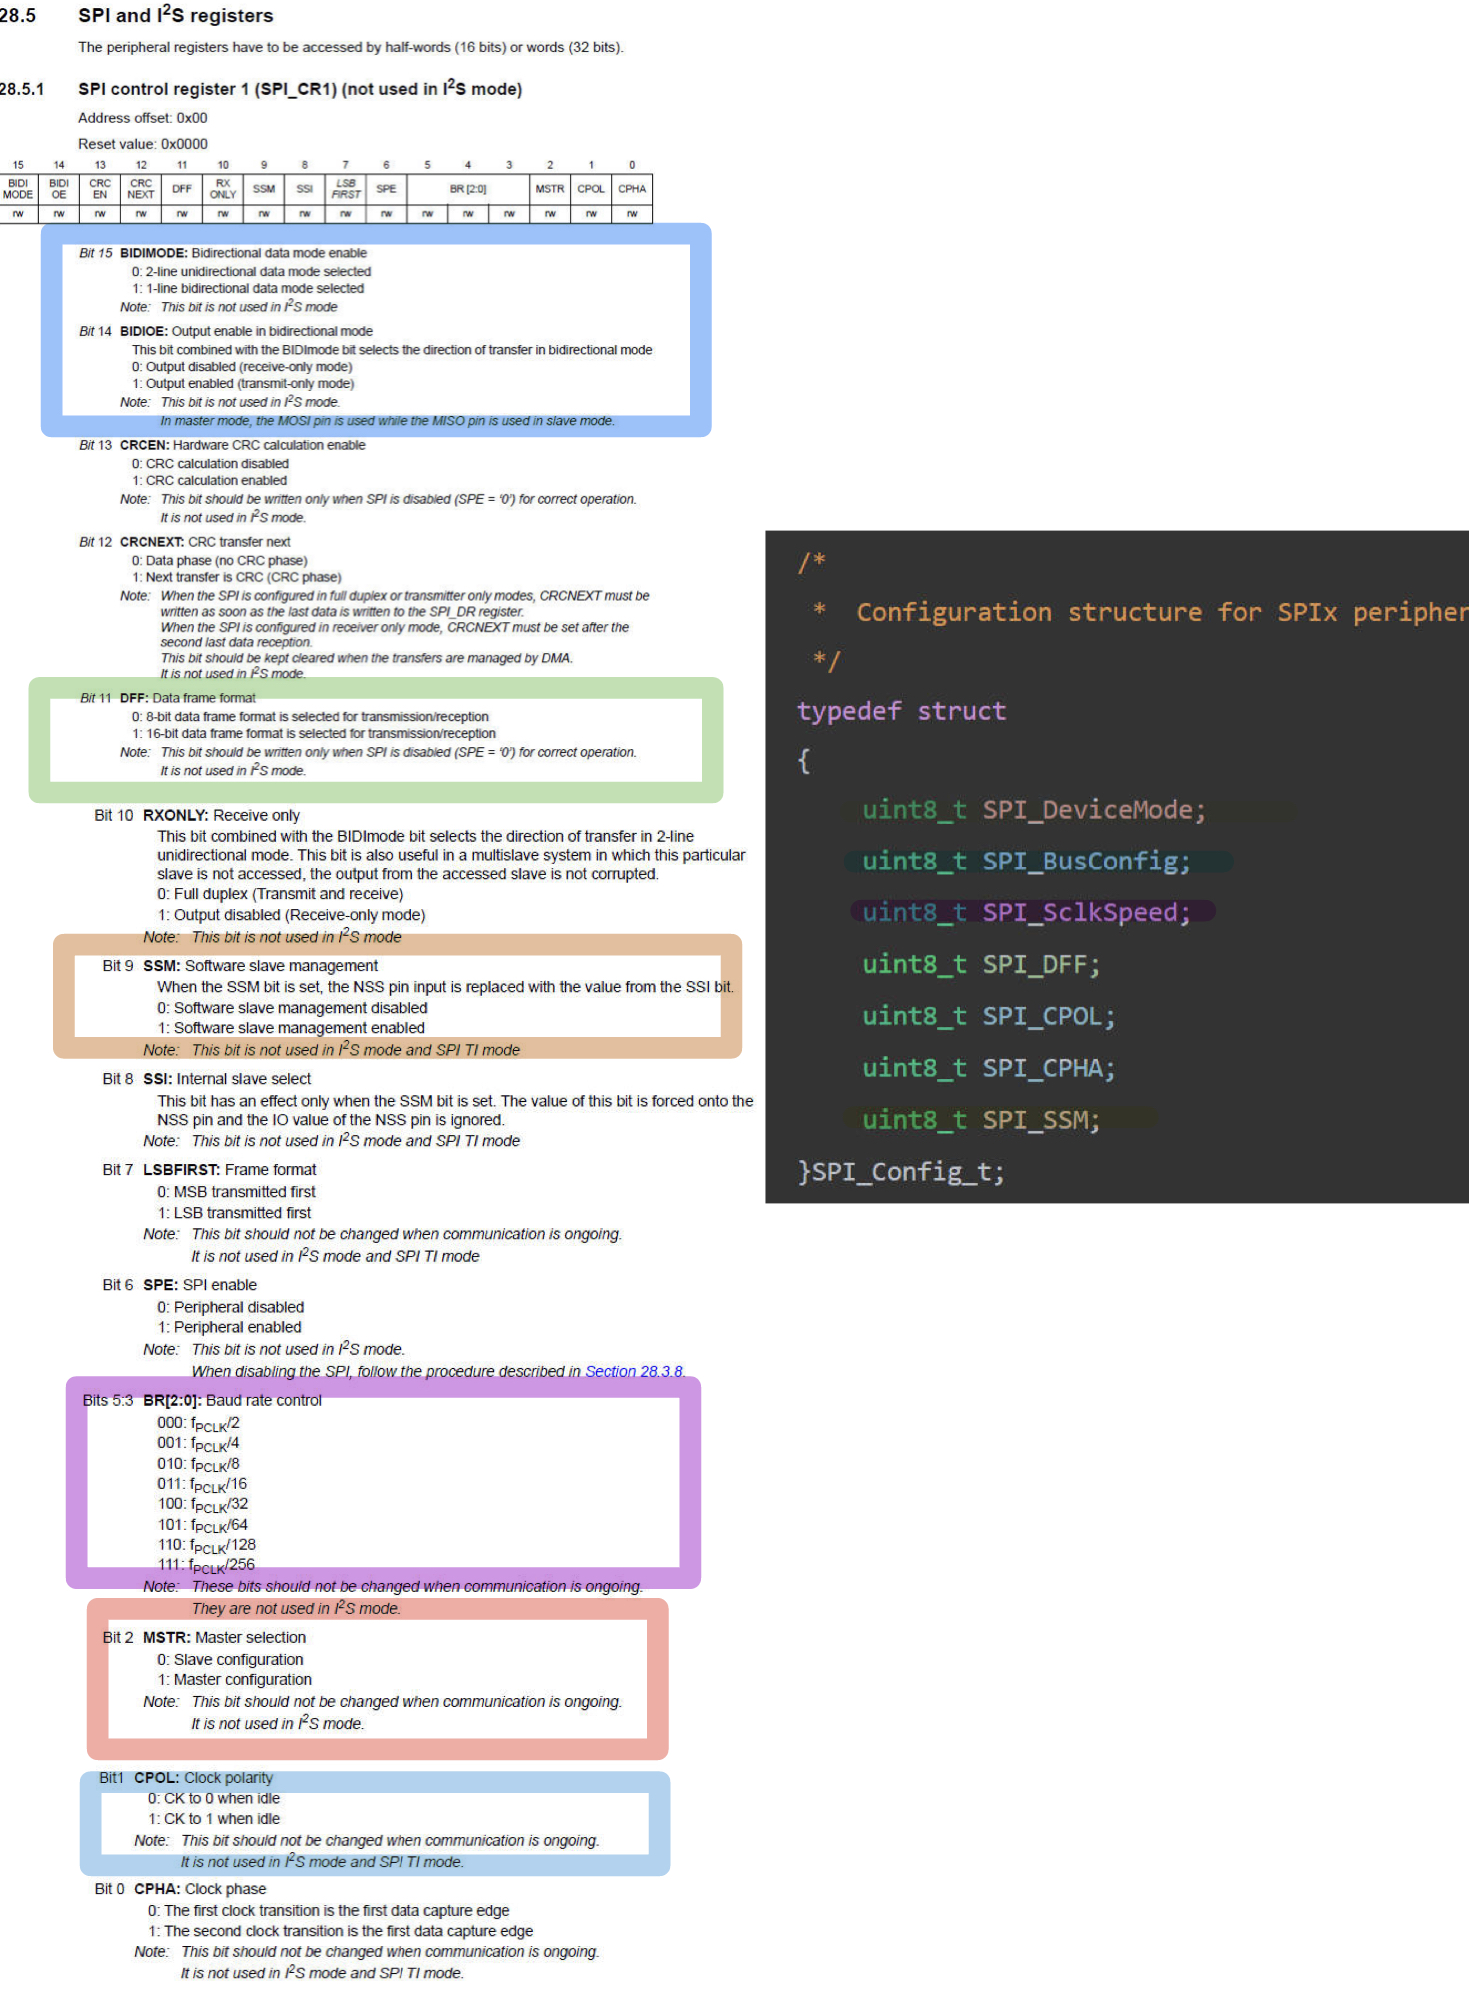 28.5 SPI and I2S registers
The peripheral registers have to be accessed by half-words (16 bits) or words (32 bits).
28.5.1 SPI control register 1 (SPI_CR1) (not used in I2S mode)
Address offset: 0x00
Reset value: 0x0000
15 14 13 12 11 10 9 8 7 6 5 4 3 2 1 0
BIDI MODE BIDI OE CRC EN CRC NEXT DFF RX ONLY SSM SSI LSB FIRST SPE BR [2:0] MSTR CPOL CPHA
rw rw rw rw rw rw rw rw rw rw rw rw rw rw rw rw
Bit 15 BIDIMODE: Bidirectional data mode enable
0: 2-line unidirectional data mode selected
1: 1-line bidirectional data mode selected
Note: This bit is not used in I2S mode
Bit 14 BIDIOE: Output enable in bidirectional mode
This bit combined with the BIDImode bit selects the direction of transfer in bidirectional mode
0: Output disabled (receive-only mode)
1: Output enabled (transmit-only mode)
Note: This bit is not used in I2S mode.
In master mode, the MOSI pin is used while the MISO pin is used in slave mode.
Bit 13 CRCEN: Hardware CRC calculation enable
0: CRC calculation disabled
1: CRC calculation enabled
Note: This bit should be written only when SPI is disabled (SPE = ‘0’) for correct operation.
It is not used in I2S mode.
Bit 12 CRCNEXT: CRC transfer next
0: Data phase (no CRC phase)
1: Next transfer is CRC (CRC phase)
Note: When the SPI is configured in full duplex or transmitter only modes, CRCNEXT must be
written as soon as the last data is written to the SPI_DR register.
When the SPI is configured in receiver only mode, CRCNEXT must be set after the
second last data reception.
This bit should be kept cleared when the transfers are managed by DMA.
It is not used in I2S mode.
Bit 11 DFF: Data frame format
0: 8-bit data frame format is selected for transmission/reception
1: 16-bit data frame format is selected for transmission/reception
Note: This bit should be written only when SPI is disabled (SPE = ‘0’) for correct operation.
It is not used in I2S mode.
Bit 10 RXONLY: Receive only
This bit combined with the BIDImode bit selects the direction of transfer in 2-line
unidirectional mode. This bit is also useful in a multislave system in which this particular
slave is not accessed, the output from the accessed slave is not corrupted.
0: Full duplex (Transmit and receive)
1: Output disabled (Receive-only mode)
Note: This bit is not used in I2S mode
Bit 9 SSM: Software slave management
When the SSM bit is set, the NSS pin input is replaced with the value from the SSI bit.
0: Software slave management disabled
1: Software slave management enabled
Note: This bit is not used in I2S mode and SPI TI mode
Bit 8 SSI: Internal slave select
This bit has an effect only when the SSM bit is set. The value of this bit is forced onto the
NSS pin and the IO value of the NSS pin is ignored.
Note: This bit is not used in I2S mode and SPI TI mode
Bit 7 LSBFIRST: Frame format
0: MSB transmitted first
1: LSB transmitted first
Note: This bit should not be changed when communication is ongoing.
It is not used in I2S mode and SPI TI mode
Bit 6 SPE: SPI enable
0: Peripheral disabled
1: Peripheral enabled
Note: This bit is not used in I2S mode.
When disabling the SPI, follow the procedure described in Section 28.3.8.
Bits 5:3 BR[2:0]: Baud rate control
000: fPCLK/2
001: fPCLK/4
010: fPCLK/8
011: fPCLK/16
100: fPCLK/32
101: fPCLK/64
110: fPCLK/128
111: fPCLK/256
Note: These bits should not be changed when communication is ongoing.
They are not used in I2S mode.
Bit 2 MSTR: Master selection
0: Slave configuration
1: Master configuration
Note: This bit should not be changed when communication is ongoing.
It is not used in I2S mode.
Bit1 CPOL: Clock polarity
0: CK to 0 when idle
1: CK to 1 when idle
Note: This bit should not be changed when communication is ongoing.
It is not used in I2S mode and SPI TI mode.
Bit 0 CPHA: Clock phase
0: The first clock transition is the first data capture edge
1: The second clock transition is the first data capture edge
Note: This bit should not be changed when communication is ongoing.
It is not used in I2S mode and SPI TI mode.
/*
* Configuration structure for SPIx peripher
*/
typedef struct
{
uint8_t SPI_DeviceMode;
uint8_t SPI_BusConfig;
uint8_t SPI_SclkSpeed;
uint8_t SPI_DFF;
uint8_t SPI_CPOL;
uint8_t SPI_CPHA;
uint8_t SPI_SSM;
}SPI_Config_t;